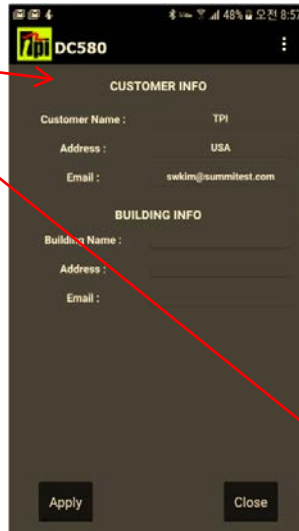 48% 오전 8:57
TPI DC580
CUSTOMER INFO
Customer Name : TPI
Address : USA
Email : swkim@summitest.com
BUILDING INFO
Building Name :
Address :
Email :
Apply Close